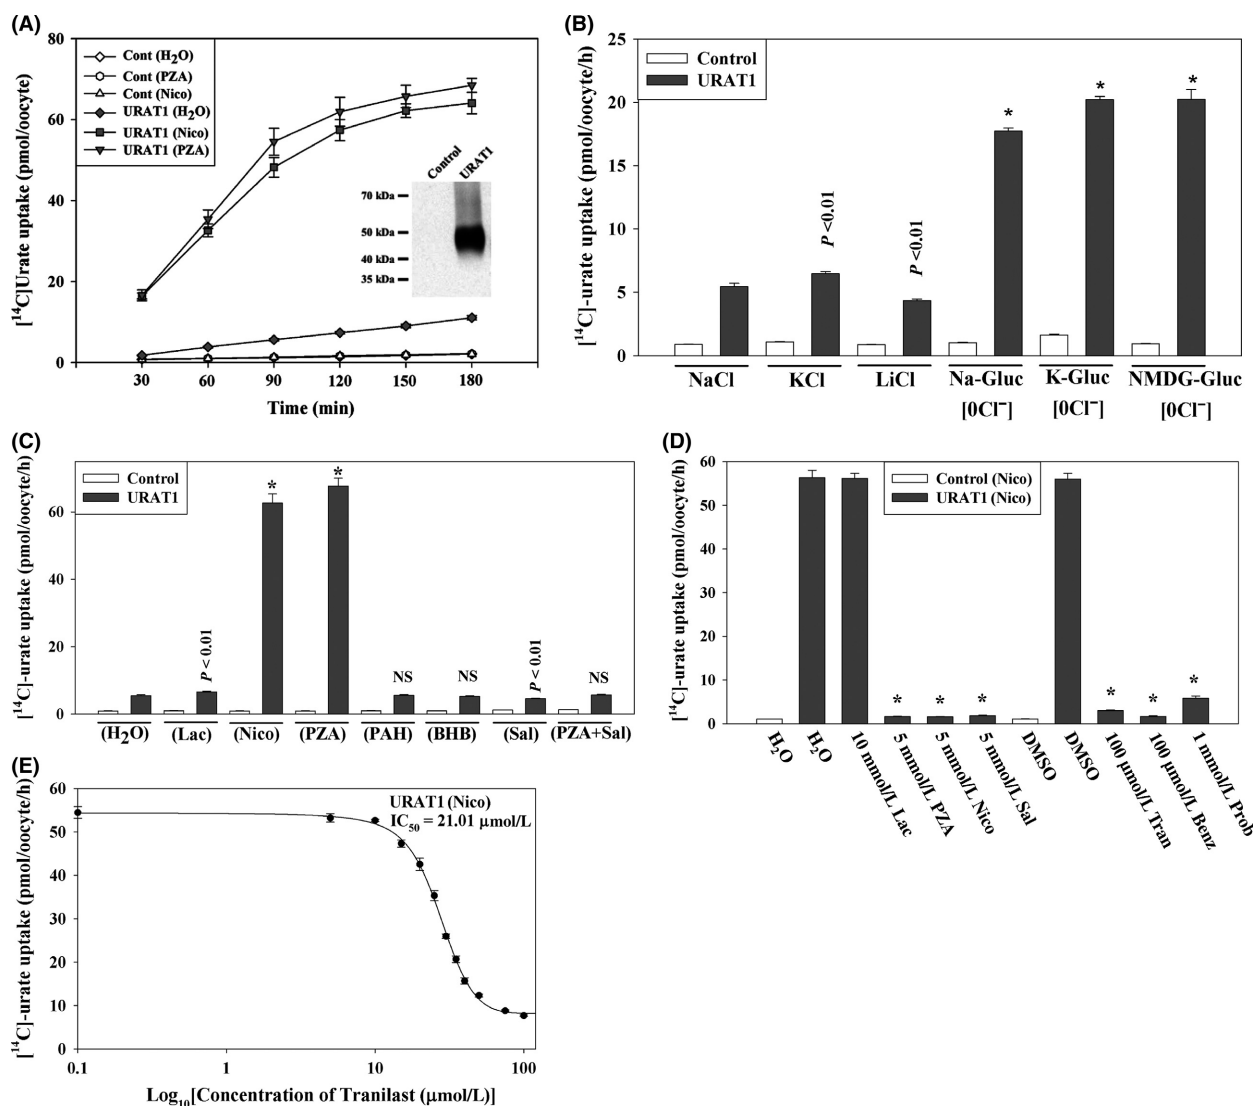 (A)
[¹⁴C]Urate uptake (pmol/oocyte)
80
60
40
20
0
Cont (H₂O)
Cont (PZA)
Cont (Nico)
URAT1 (H₂O)
URAT1 (Nico)
URAT1 (PZA)
Control
URAT1
70 kDa
50 kDa
40 kDa
35 kDa
30 60 90 120 150 180
Time (min)
(B)
[¹⁴C]-urate uptake (pmol/oocyte/h)
25
20
15
10
5
0
Control
URAT1
P <0.01
P <0.01
*
*
*
NaCl KCl LiCl Na-Gluc K-Gluc NMDG-Gluc
[0Cl⁻] [0Cl⁻] [0Cl⁻]
(C)
[¹⁴C]-urate uptake (pmol/oocyte/h)
60
40
20
0
Control
URAT1
P < 0.01
*
*
NS
NS
P < 0.01
NS
(H₂O) (Lac) (Nico) (PZA) (PAH) (BHB) (Sal) (PZA+Sal)
(D)
[¹⁴C]-urate uptake (pmol/oocyte/h)
60
50
40
30
20
10
0
Control (Nico)
URAT1 (Nico)
* * * * * *
H₂O
H₂O
10 mmol/L Lac
5 mmol/L PZA
5 mmol/L Nico
5 mmol/L Sal
DMSO
DMSO
100 µmol/L Tran
100 µmol/L Benz
1 mmol/L Prob
(E)
[¹⁴C]-urate uptake (pmol/oocyte/h)
60
50
40
30
20
10
0
URAT1 (Nico)
IC₅₀ = 21.01 µmol/L
0.1 1 10 100
Log₁₀[Concentration of Tranilast (µmol/L)]